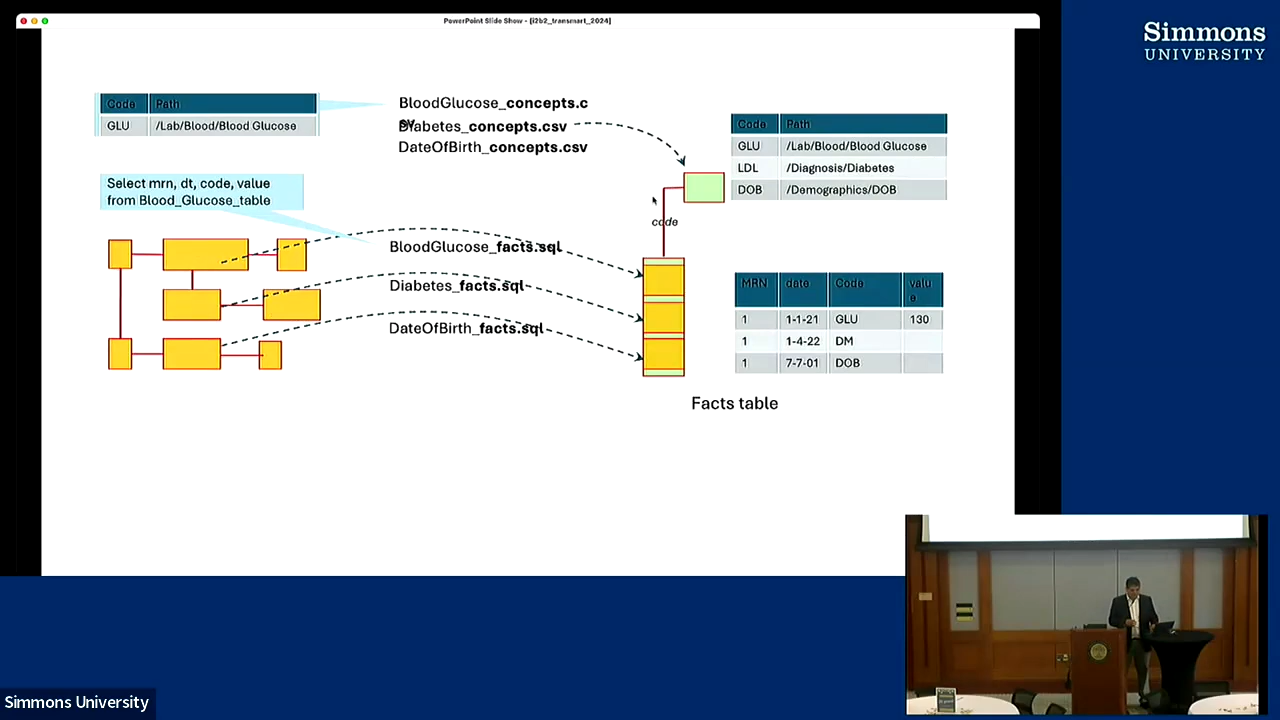 PowerPoint Slide Show - [i2b2_transmart_2024]
Simmons
UNIVERSITY
Code Path
GLU /Lab/Blood/Blood Glucose
BloodGlucose_concepts.c
sv
Diabetes_concepts.csv
DateOfBirth_concepts.csv
Code Path
GLU /Lab/Blood/Blood Glucose
LDL /Diagnosis/Diabetes
DOB /Demographics/DOB
Select mrn, dt, code, value
from Blood_Glucose_table
code
BloodGlucose_facts.sql
Diabetes_facts.sql
DateOfBirth_facts.sql
MRN date Code valu
e
1 1-1-21 GLU 130
1 1-4-22 DM
1 7-7-01 DOB
Facts table
Simmons University